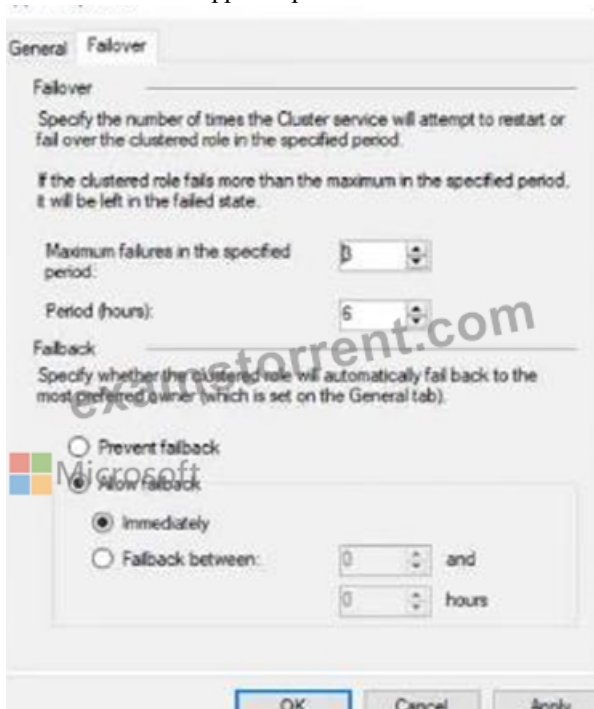 General Failover
Failover
Specify the number of times the Cluster service will attempt to restart or
fail over the clustered role in the specified period.
If the clustered role fails more than the maximum in the specified period,
it will be left in the failed state.
Maximum failures in the specified
period: 3
Period (hours): 6
Failback
Specify whether the clustered role will automatically fail back to the
most preferred owner (which is set on the General tab).
examstorrent.com
Prevent failback
Microsoft
Allow failback
Immediately
Failback between: 0 and
0 hours
OK Cancel Apply